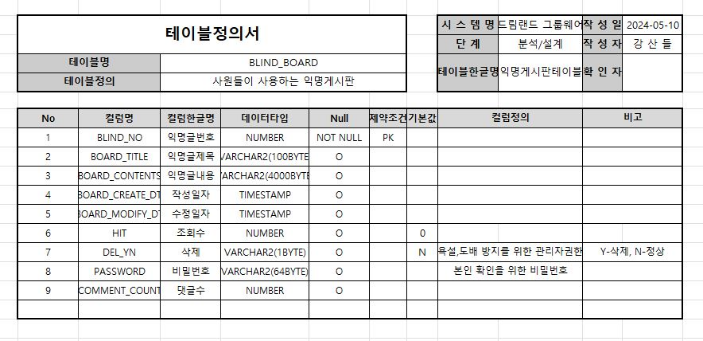 테이블정의서
시 스 템 명 드림랜드 그룹웨어 작 성 일 2024-05-10
단 계 분석/설계 작 성 자 강 산 들
테이블한글명 익명게시판테이블 확 인 자
테이블명 BLIND_BOARD
테이블정의 사원들이 사용하는 익명게시판
No 컬럼명 컬럼한글명 데이터타입 Null 제약조건 기본값 컬럼정의 비고
1 BLIND_NO 익명글번호 NUMBER NOT NULL PK
2 BOARD_TITLE 익명글제목 VARCHAR2(100BYTE O
3 BOARD_CONTENTS 익명글내용 VARCHAR2(4000BYTE O
4 BOARD_CREATE_DT 작성일자 TIMESTAMP O
5 BOARD_MODIFY_DT 수정일자 TIMESTAMP O
6 HIT 조회수 NUMBER O 0
7 DEL_YN 삭제 VARCHAR2(1BYTE) O N 욕설,도배 방지를 위한 관리자권한 Y-삭제, N-정상
8 PASSWORD 비밀번호 VARCHAR2(64BYTE) O 본인 확인을 위한 비밀번호
9 COMMENT_COUNT 댓글수 NUMBER O